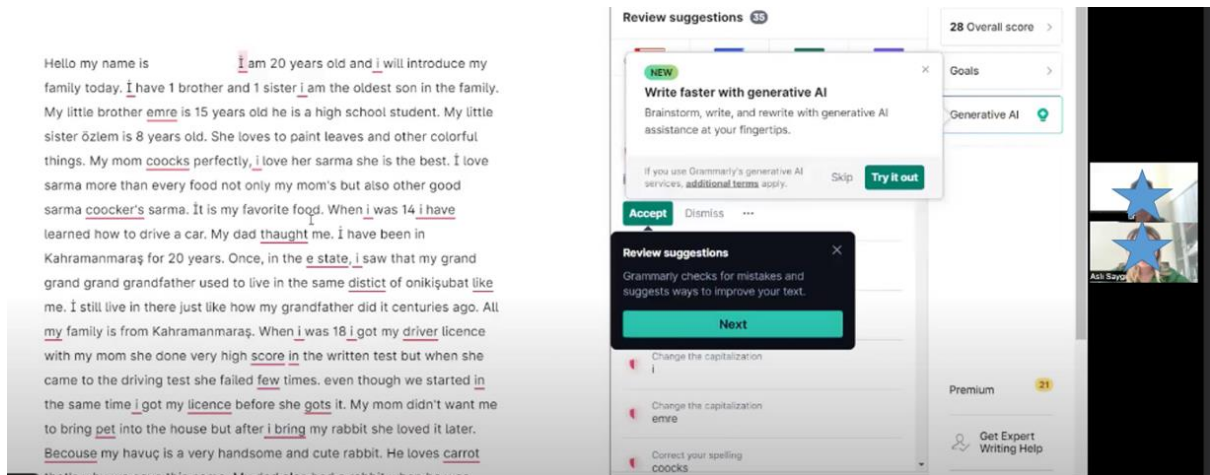 Hello my name is İ am 20 years old and i will introduce my
family today. İ have 1 brother and 1 sister i am the oldest son in the family.
My little brother emre is 15 years old he is a high school student. My little
sister özlem is 8 years old. She loves to paint leaves and other colorful
things. My mom coocks perfectly, i love her sarma she is the best. İ love
sarma more than every food not only my mom's but also other good
sarma coocker's sarma. İt is my favorite food. When i was 14 i have
learned how to drive a car. My dad thaught me. İ have been in
Kahramanmaraş for 20 years. Once, in the e state, i saw that my grand
grand grand grandfather used to live in the same distict of onikişubat like
me. İ still live in there just like how my grandfather did it centuries ago. All
my family is from Kahramanmaraş. When i was 18 i got my driver licence
with my mom she done very high score in the written test but when she
came to the driving test she failed few times. even though we started in
the same time i got my licence before she gots it. My mom didn't want me
to bring pet into the house but after i bring my rabbit she loved it later.
Becouse my havuç is a very handsome and cute rabbit. He loves carrot
Review suggestions 35
NEW
Write faster with generative AI
Brainstorm, write, and rewrite with generative AI
assistance at your fingertips.
If you use Grammarly's generative AI
services, additional terms apply.
Skip Try it out
Accept Dismiss
Review suggestions
Grammarly checks for mistakes and
suggests ways to improve your text.
Next
Change the capitalization
i
Change the capitalization
emre
Correct your spelling
coocks
28 Overall score
Goals
Generative AI
Premium 21
Get Expert
Writing Help
Aslı